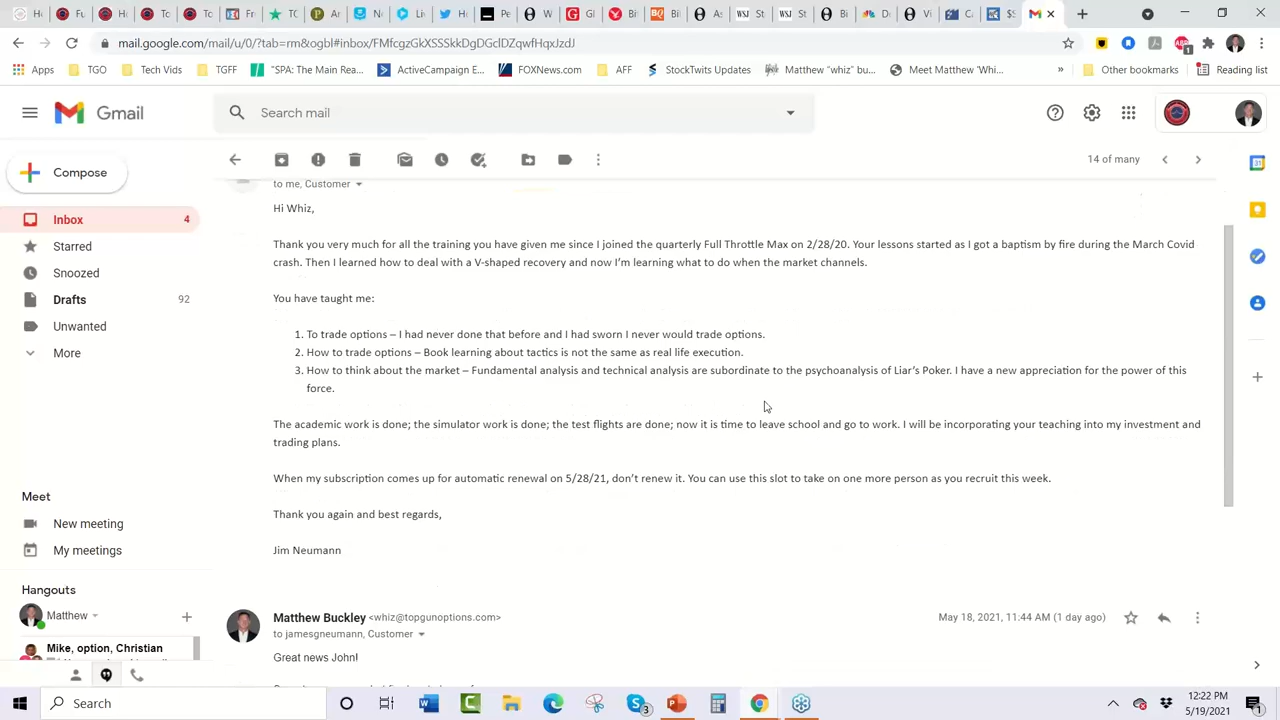 mail.google.com/mail/u/0/?tab=rm&ogbl#inbox/FMfcgzGkXSSSkkDgDGclDZqwfHqxJzdJ
Apps TGO Tech Vids TGFF "SPA: The Main Rea... ActiveCampaign E... FOXNews.com AFF StockTwits Updates Matthew "whiz" bu... Meet Matthew 'Whi... » Other bookmarks Reading list
Gmail
Search mail
Compose
14 of many
Inbox 4
Starred
Snoozed
Drafts 92
Unwanted
More
to me, Customer
Hi Whiz,
Thank you very much for all the training you have given me since I joined the quarterly Full Throttle Max on 2/28/20. Your lessons started as I got a baptism by fire during the March Covid
crash. Then I learned how to deal with a V-shaped recovery and now I'm learning what to do when the market channels.
You have taught me:
1. To trade options – I had never done that before and I had sworn I never would trade options.
2. How to trade options – Book learning about tactics is not the same as real life execution.
3. How to think about the market – Fundamental analysis and technical analysis are subordinate to the psychoanalysis of Liar's Poker. I have a new appreciation for the power of this
force.
The academic work is done; the simulator work is done; the test flights are done; now it is time to leave school and go to work. I will be incorporating your teaching into my investment and
trading plans.
When my subscription comes up for automatic renewal on 5/28/21, don't renew it. You can use this slot to take on one more person as you recruit this week.
Thank you again and best regards,
Jim Neumann
Meet
New meeting
My meetings
Hangouts
Matthew
Mike, option, Christian
Matthew Buckley <whiz@topgunoptions.com>
May 18, 2021, 11:44 AM (1 day ago)
to jamesgneumann, Customer
Great news John!
Search
12:22 PM
5/19/2021